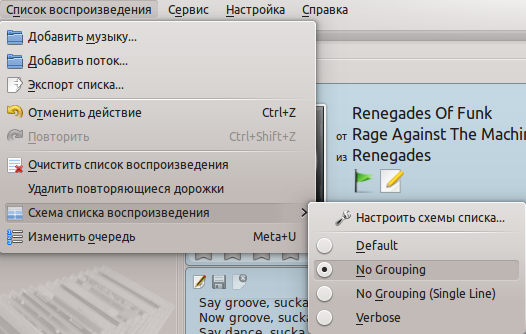 Список воспроизведения Сервис Настройка Справка
Добавить музыку...
Добавить поток...
Экспорт списка...
Отменить действие Ctrl+Z
Повторить Ctrl+Shift+Z
Очистить список воспроизведения
Удалить повторяющиеся дорожки
Схема списка воспроизведения
Изменить очередь Meta+U
Renegades Of Funk
от Rage Against The Machin
из Renegades
Настроить схемы списка...
Default
No Grouping
No Grouping (Single Line)
Verbose
Say groove, sucka
Now groove, sucka
Say dance, sucka